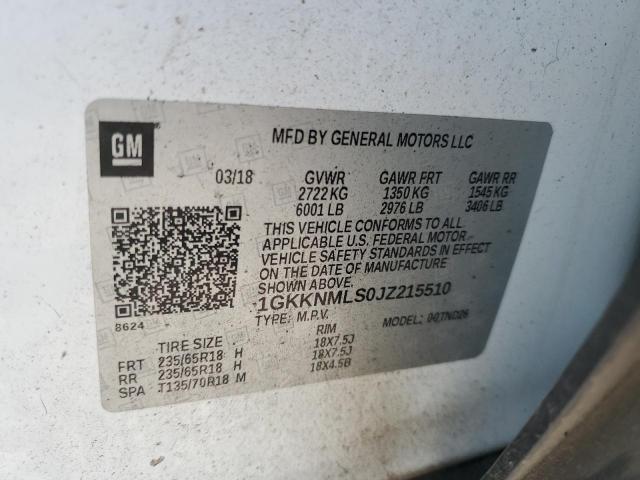 GM
MFD BY GENERAL MOTORS LLC
03/18 GVWR GAWR FRT GAWR RR
2722 KG 1350 KG 1545 KG
6001 LB 2976 LB 3406 LB
THIS VEHICLE CONFORMS TO ALL
APPLICABLE U.S. FEDERAL MOTOR
VEHICLE SAFETY STANDARDS IN EFFECT
ON THE DATE OF MANUFACTURE
SHOWN ABOVE.
1GKKNMLS0JZ215510
8624
TYPE: M.P.V. MODEL:
TIRE SIZE RIM
FRT 235/65R18 H 18X7.5J
RR 235/65R18 H 18X7.5J
SPA T135/70R18 M 18X4.5B